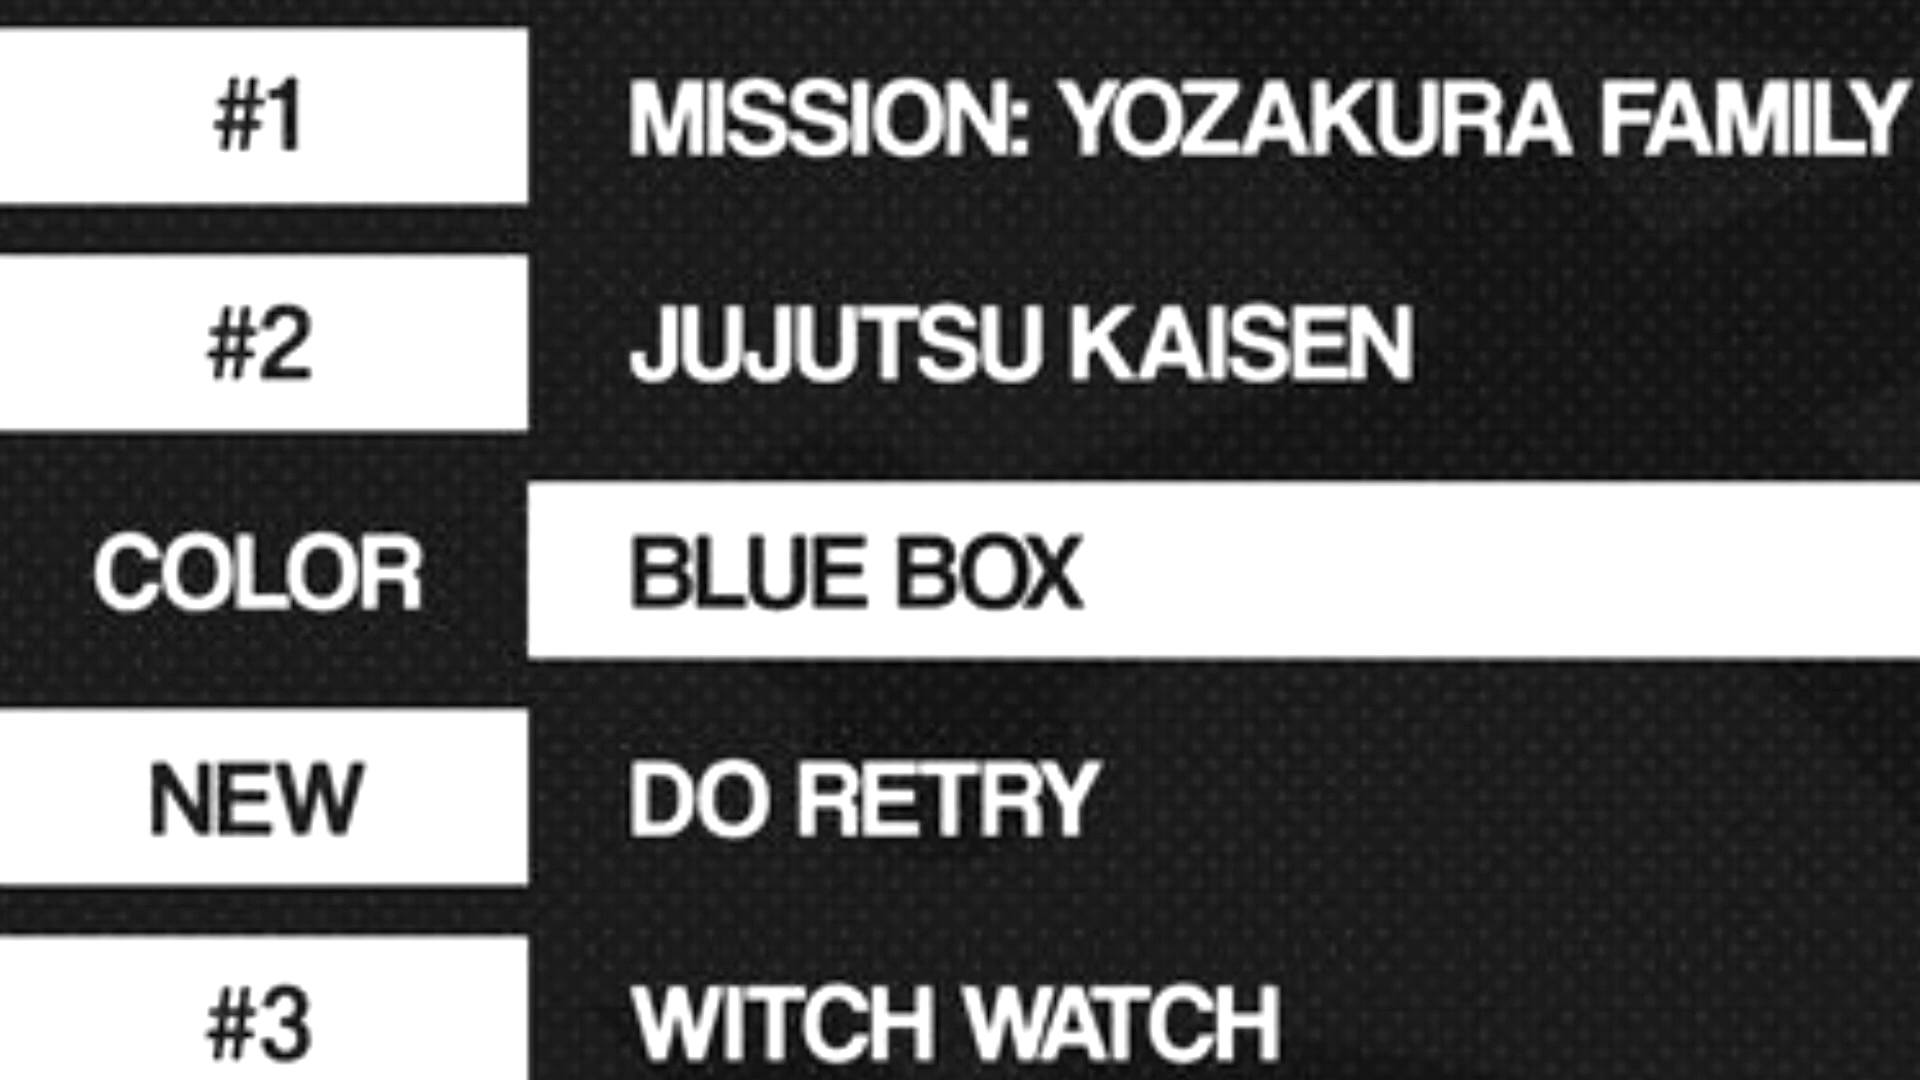 #1 MISSION: YOZAKURA FAMILY
#2 JUJUTSU KAISEN
COLOR BLUE BOX
NEW DO RETRY
#3 WITCH WATCH